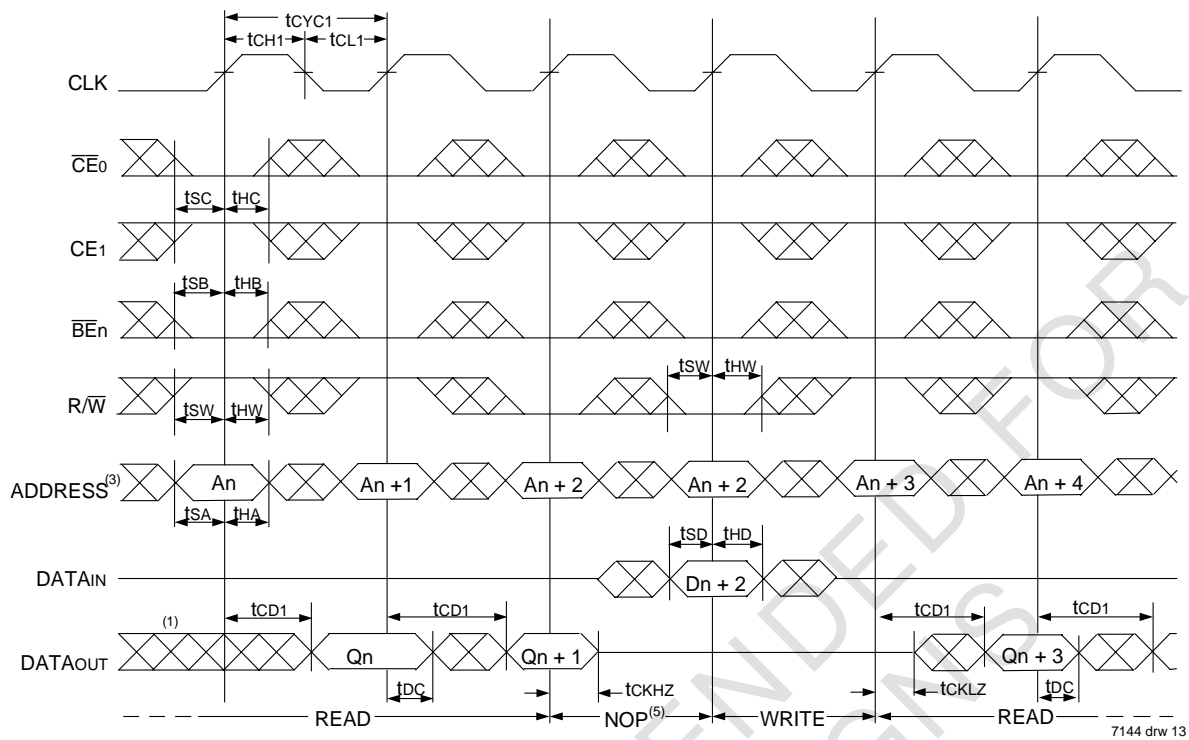 tCYC1
tCH1 tCL1
CLK
CE0
tSC tHC
CE1
tSB tHB
BEn
tSW tHW
R/W
tSW tHW
ADDRESS(3) An An +1 An + 2 An + 2 An + 3 An + 4
tSA tHA
tSD tHD
DATAIN Dn + 2
(1) tCD1 tCD1 tCD1 tCD1
DATAOUT Qn Qn + 1 Qn + 3
tDC tCKHZ tCKLZ tDC
READ NOP(5) WRITE READ
7144 drw 13
ENDED FOR
GNS